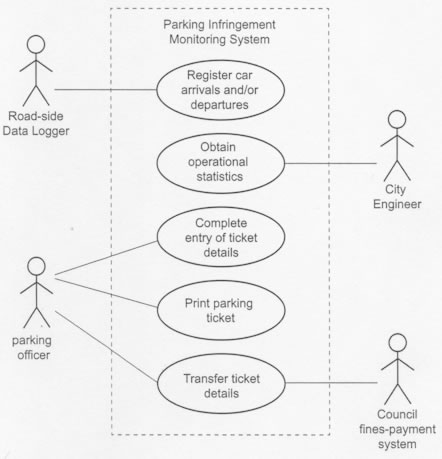 Parking Infringement
Monitoring System
Register car
arrivals and/or
departures
Road-side
Data Logger
Obtain
operational
statistics
City
Engineer
Complete
entry of ticket
details
Print parking
ticket
parking
officer
Transfer ticket
details
Council
fines-payment
system